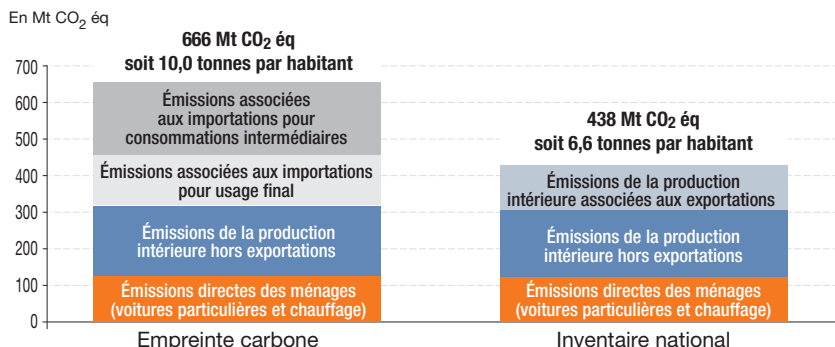 En Mt CO2 éq
666 Mt CO2 éq
soit 10,0 tonnes par habitant
700
600
500
400
300
200
100
0
Émissions associées
aux importations pour
consommations intermédiaires
Émissions associées aux importations
pour usage final
Émissions de la production
intérieure hors exportations
Émissions directes des ménages
(voitures particulières et chauffage)
Empreinte carbone
438 Mt CO2 éq
soit 6,6 tonnes par habitant
Émissions de la production
intérieure associées aux exportations
Émissions de la production
intérieure hors exportations
Émissions directes des ménages
(voitures particulières et chauffage)
Inventaire national